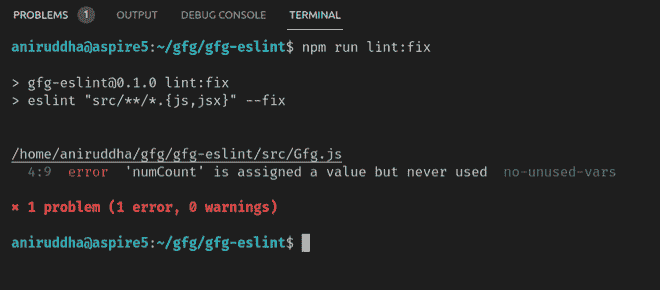 PROBLEMS 1 OUTPUT DEBUG CONSOLE TERMINAL
aniruddha@aspire5:~/gfg/gfg-eslint$ npm run lint:fix
> gfg-eslint@0.1.0 lint:fix
> eslint "src/**/*.{js,jsx}" --fix
/home/aniruddha/gfg/gfg-eslint/src/Gfg.js
4:9 error 'numCount' is assigned a value but never used no-unused-vars
✖ 1 problem (1 error, 0 warnings)
aniruddha@aspire5:~/gfg/gfg-eslint$